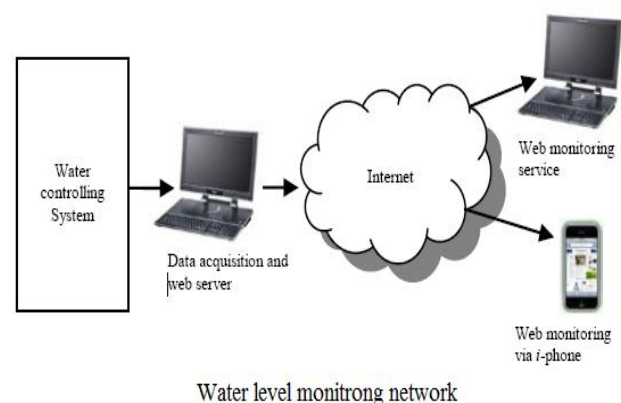 Water
controlling
System
Data acquisition and
web server
Internet
Web monitoring
service
Web monitoring
via i-phone
Water level monitrong network